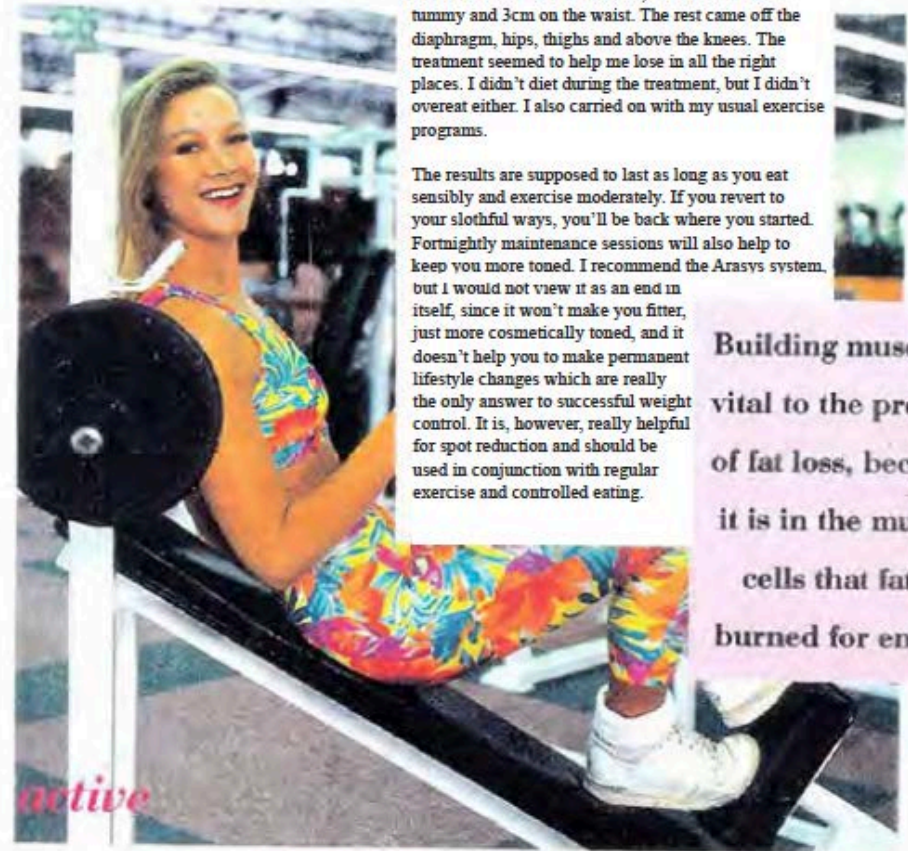 tummy and 3cm on the waist. The rest came off the
diaphragm, hips, thighs and above the knees. The
treatment seemed to help me lose in all the right
places. I didn't diet during the treatment, but I didn't
overeat either. I also carried on with my usual exercise
programs.
The results are supposed to last as long as you eat
sensibly and exercise moderately. If you revert to
your slothful ways, you'll be back where you started.
Fortnightly maintenance sessions will also help to
keep you more toned. I recommend the Arasys system,
but I would not view it as an end in
itself, since it won't make you fitter,
just more cosmetically toned, and it
doesn't help you to make permanent
lifestyle changes which are really
the only answer to successful weight
control. It is, however, really helpful
for spot reduction and should be
used in conjunction with regular
exercise and controlled eating.
Building
vital to the
of fat loss,
it is in the
cells that
burned for
active